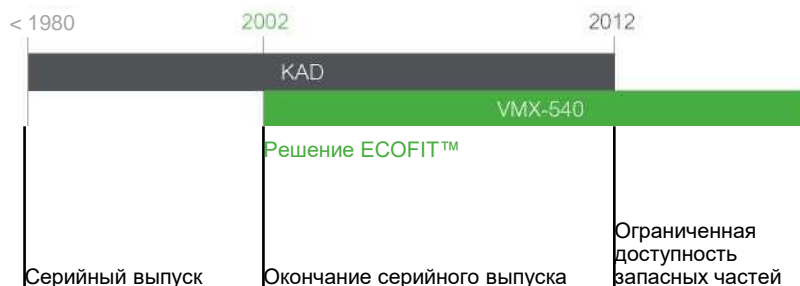 < 1980 2002 2012
KAD
VMX-540
Решение ECOFIT™
Серийный выпуск
Окончание серийного выпуска
Ограниченная
доступность
запасных частей